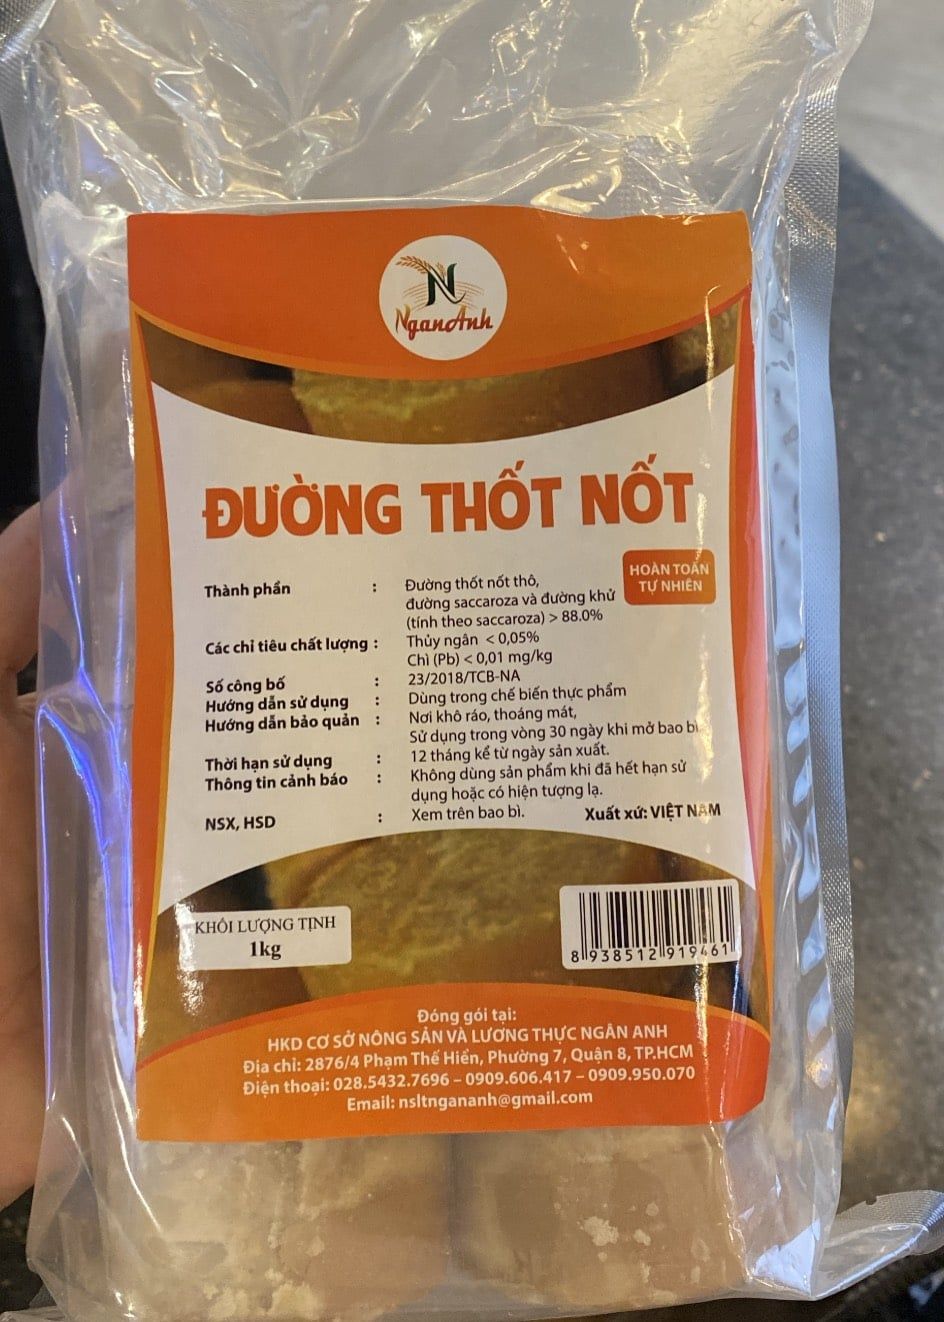 N
NganAnh
ĐƯỜNG THỐT NỐT
HOÀN TOÀN
TỰ NHIÊN
Thành phần : Đường thốt nốt thô,
đường saccaroza và đường khử
(tính theo saccaroza) > 88.0%
Các chỉ tiêu chất lượng : Thủy ngân < 0,05%
Chì (Pb) < 0,01 mg/kg
Số công bố : 23/2018/TCB-NA
Hướng dẫn sử dụng : Dùng trong chế biến thực phẩm
Hướng dẫn bảo quản : Nơi khô ráo, thoáng mát,
Sử dụng trong vòng 30 ngày khi mở bao bì.
Thời hạn sử dụng : 12 tháng kể từ ngày sản xuất.
Thông tin cảnh báo : Không dùng sản phẩm khi đã hết hạn sử
dụng hoặc có hiện tượng lạ.
NSX, HSD : Xem trên bao bì. Xuất xứ: VIỆT NAM
KHỐI LƯỢNG TỊNH
1kg
8 938512 919461
Đóng gói tại:
HKD CƠ SỞ NÔNG SẢN VÀ LƯƠNG THỰC NGÂN ANH
Địa chỉ: 2876/4 Phạm Thế Hiển, Phường 7, Quận 8, TP.HCM
Điện thoại: 028.5432.7696 – 0909.606.417 – 0909.950.070
Email: nsltngananh@gmail.com